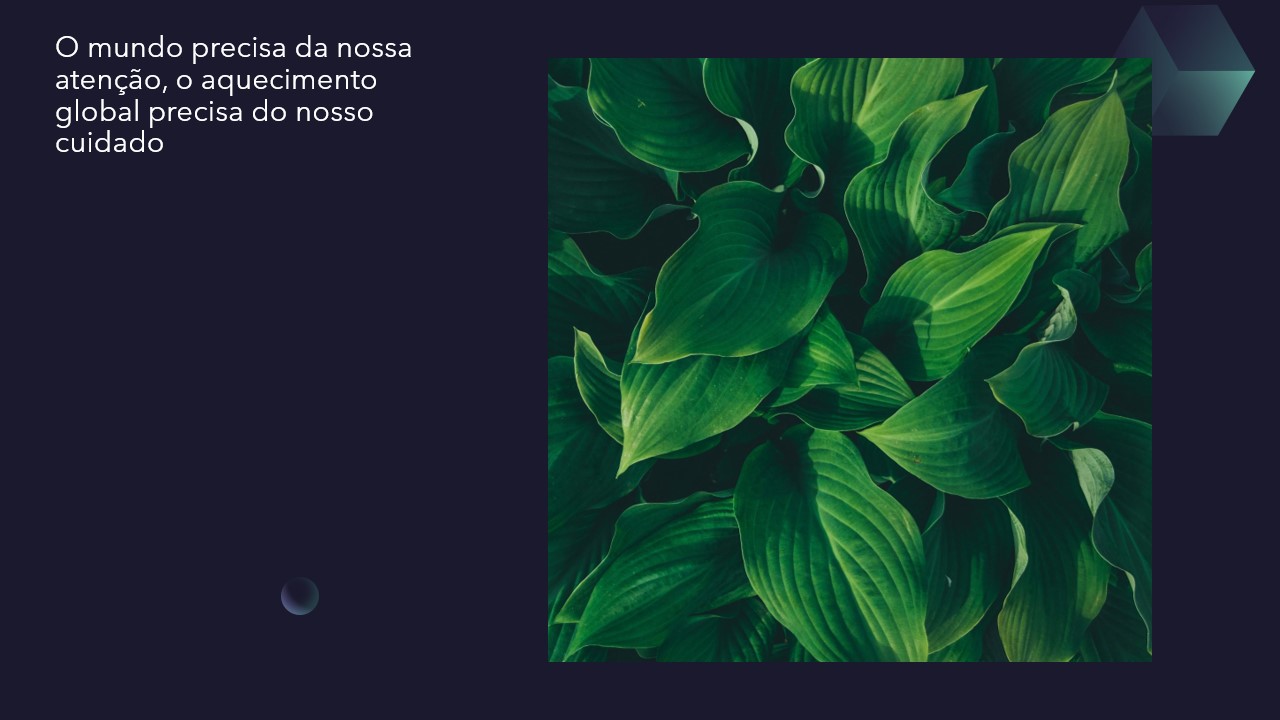 O mundo precisa da nossa
atenção, o aquecimento
global precisa do nosso
cuidado